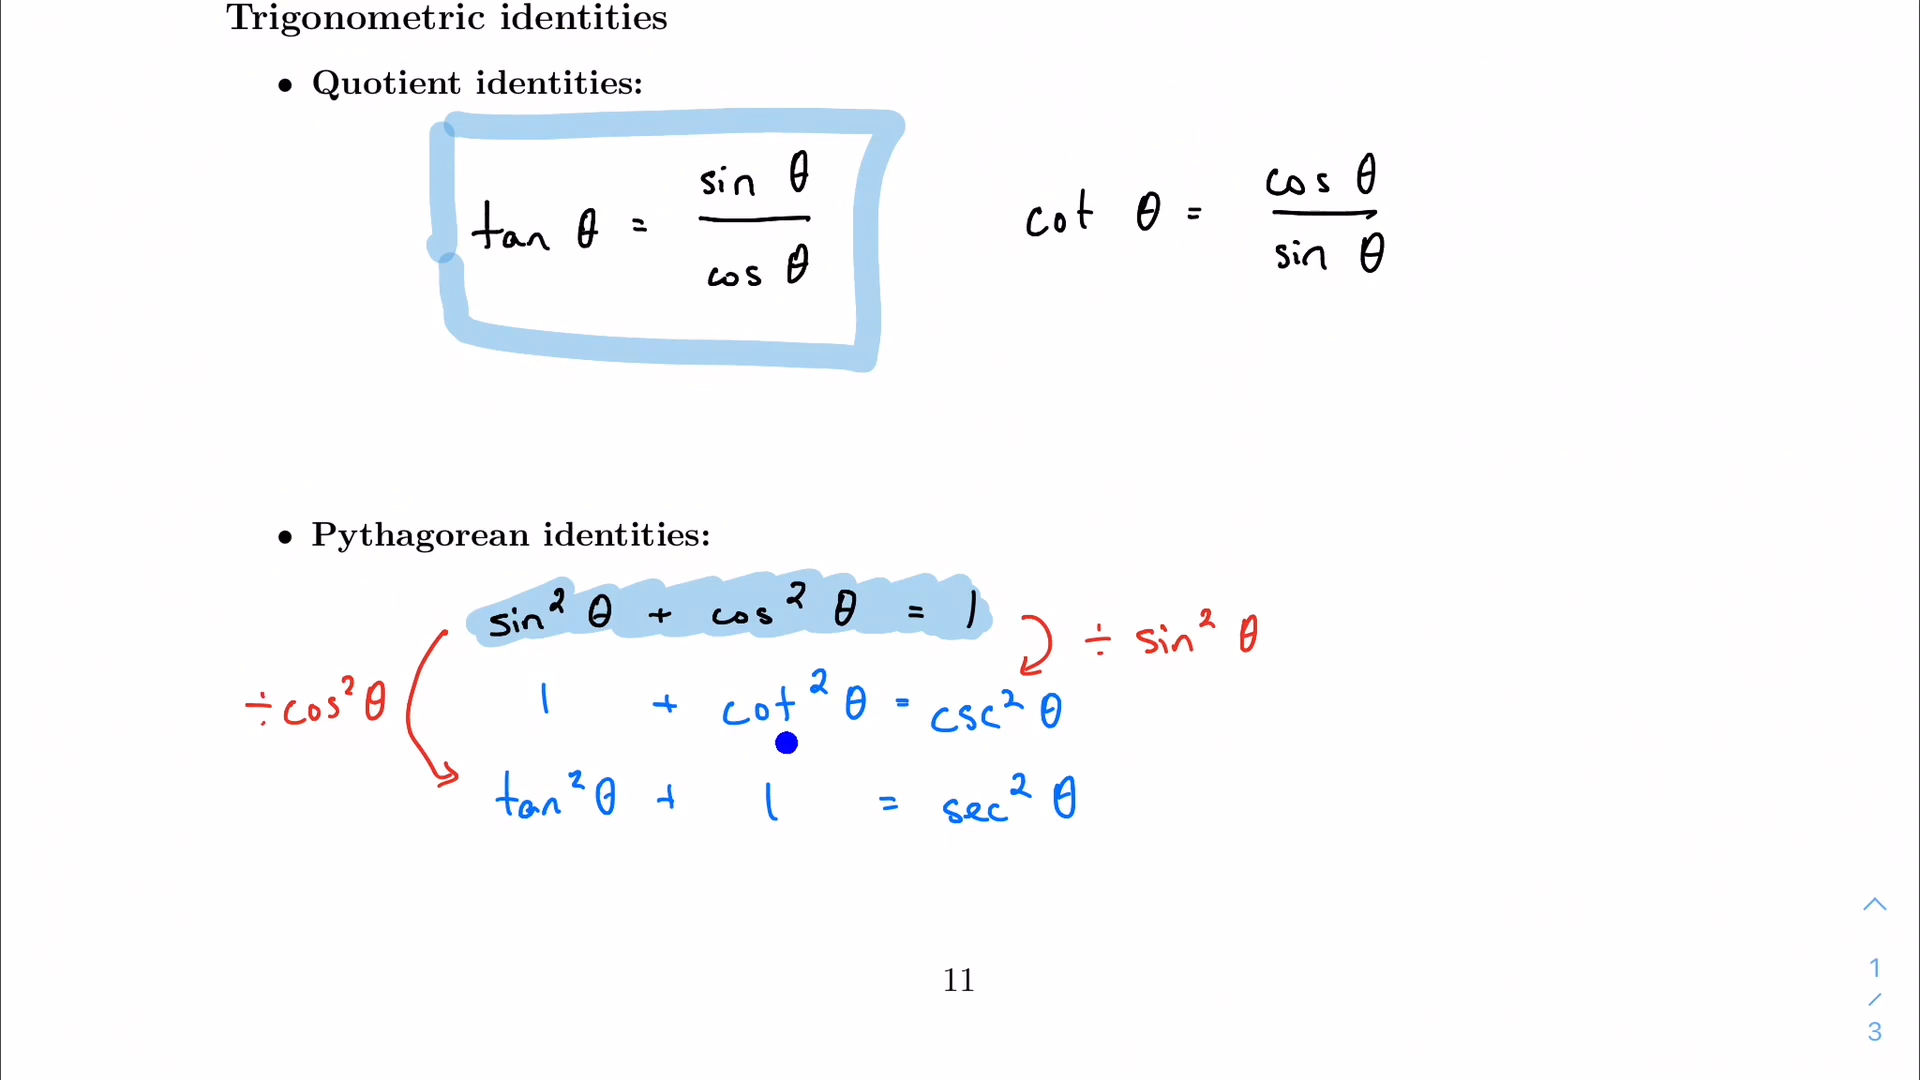 Trigonometric identities
• Quotient identities:
tan θ = sin θ / cos θ
cot θ = cos θ / sin θ
• Pythagorean identities:
sin² θ + cos² θ = 1
÷ sin² θ
÷ cos² θ
1 + cot² θ = csc² θ
tan² θ + 1 = sec² θ
11
1
/
3